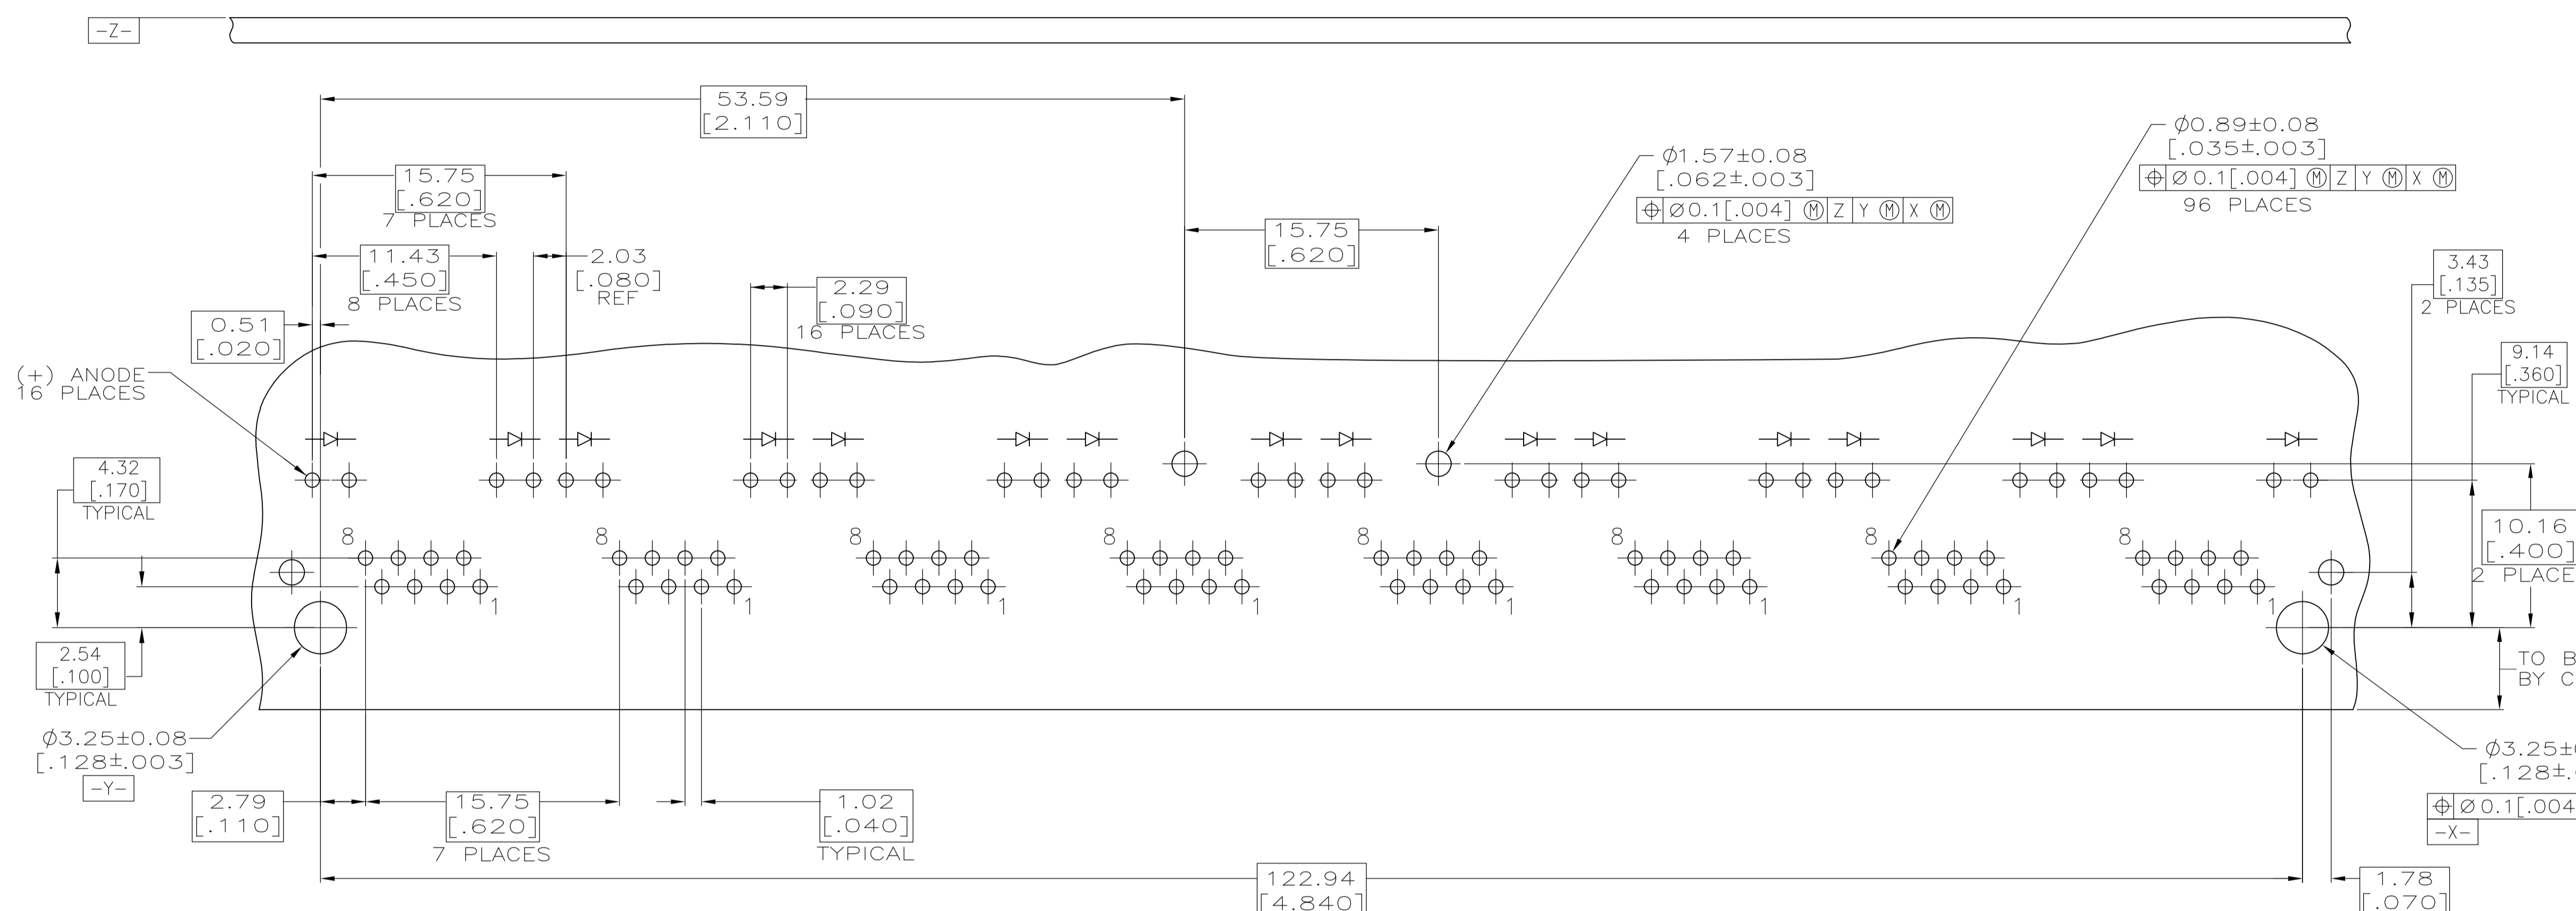 -Z-
53.59
[2.110]
15.75
[.620]
7 PLACES
11.43
[.450]
8 PLACES
2.03
[.080]
REF
2.29
[.090]
16 PLACES
0.51
[.020]
15.75
[.620]
Ø1.57±0.08
[.062±.003]
⌖ Ø0.1[.004] Ⓜ Z Y Ⓜ X Ⓜ
4 PLACES
Ø0.89±0.08
[.035±.003]
⌖ Ø0.1[.004] Ⓜ Z Y Ⓜ X Ⓜ
96 PLACES
3.43
[.135]
2 PLACES
9.14
[.360]
TYPICAL
(+) ANODE
16 PLACES
4.32
[.170]
TYPICAL
8 8 8 8 8 8 8 8
1 1 1 1 1 1 1 1
10.16
[.400]
2 PLACE
2.54
[.100]
TYPICAL
TO B
BY C
Ø3.25±0.08
[.128±.003]
-Y-
Ø3.25±
[.128±.
⌖ Ø0.1[.004
-X-
2.79
[.110]
15.75
[.620]
7 PLACES
1.02
[.040]
TYPICAL
122.94
[4.840]
1.78
[.070]